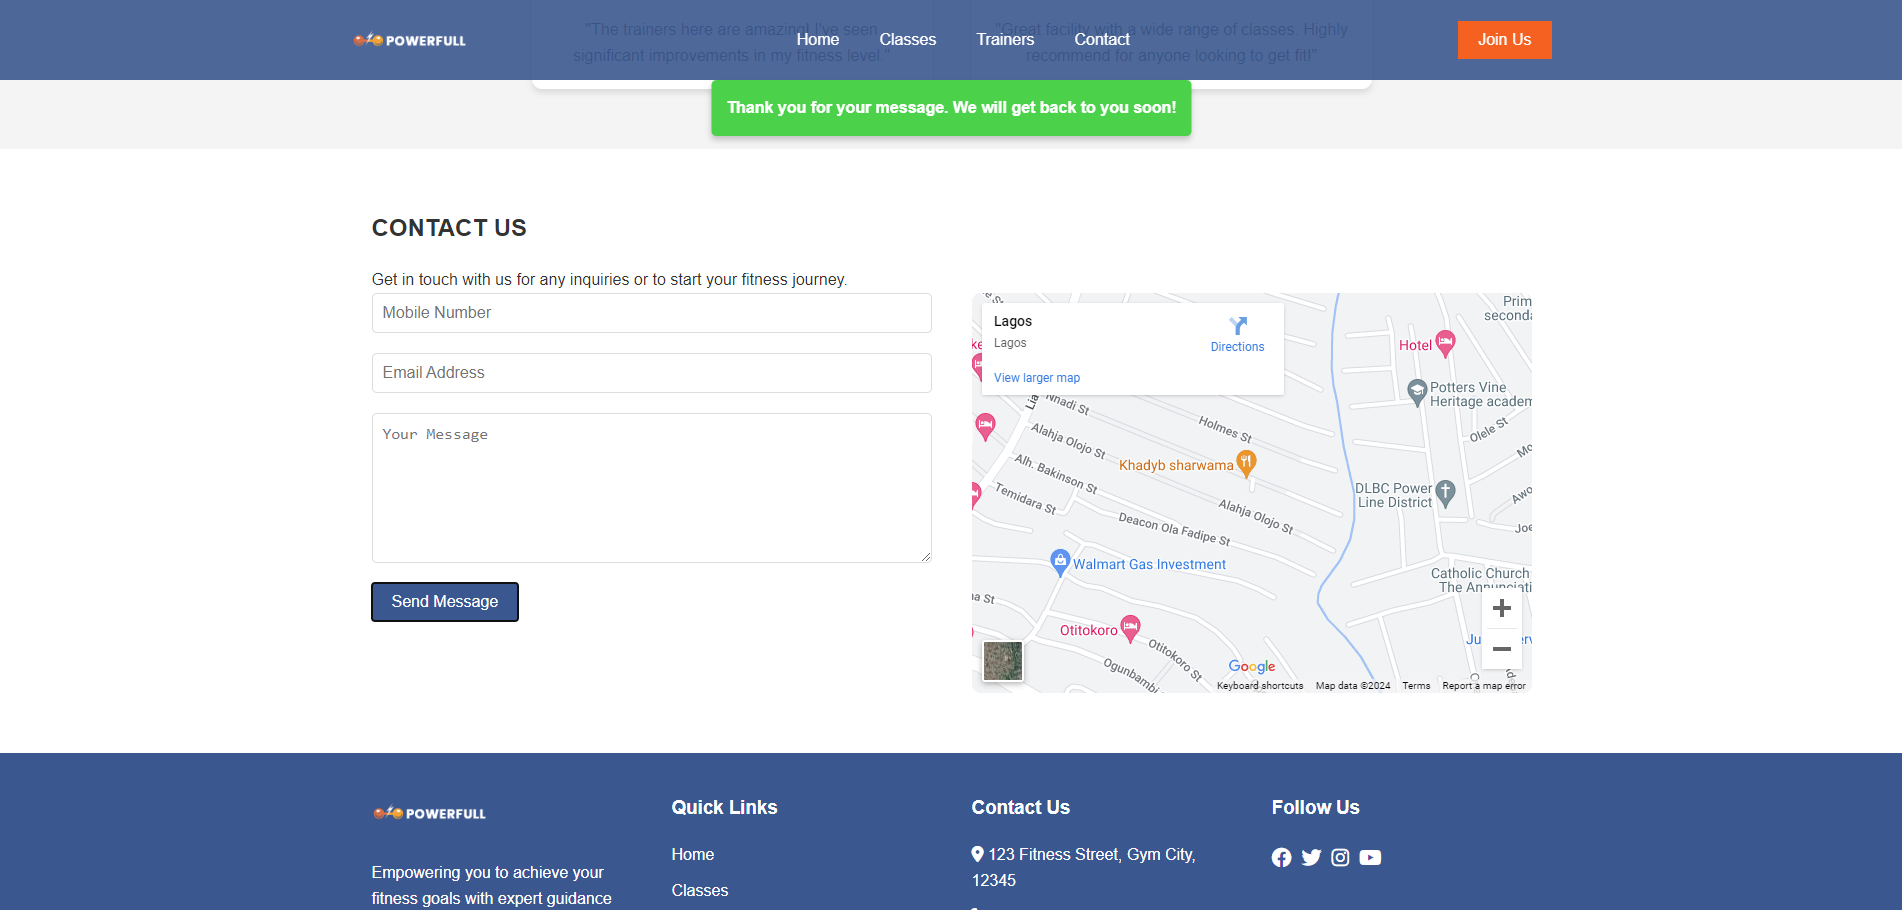 POWERFULL
Home
Classes
Trainers
Contact
Join Us
"The trainers here are amazing! I've seen
significant improvements in my fitness level."
"Great facility with a wide range of classes. Highly
recommend for anyone looking to get fit!"
Thank you for your message. We will get back to you soon!
CONTACT US
Get in touch with us for any inquiries or to start your fitness journey.
Mobile Number
Email Address
Your Message
Send Message
Lagos
Lagos
Directions
View larger map
Prim
seconda
Hotel
Potters Vine
Heritage academ
Nnadi St
Holmes St
Olele St
Alahja Olojo St
Khadyb sharwama
Alh. Bakinson St
DLBC Power
Line District
Temidara St
Alahja Olojo St
Deacon Ola Fadipe St
Walmart Gas Investment
Catholic Church
The Annunciati
Otitokoro
Otitokoro St
Ogunbambi
Google
Keyboard shortcuts
Map data ©2024
Terms
Report a map error
POWERFULL
Empowering you to achieve your
fitness goals with expert guidance
Quick Links
Home
Classes
Contact Us
123 Fitness Street, Gym City,
12345
Follow Us